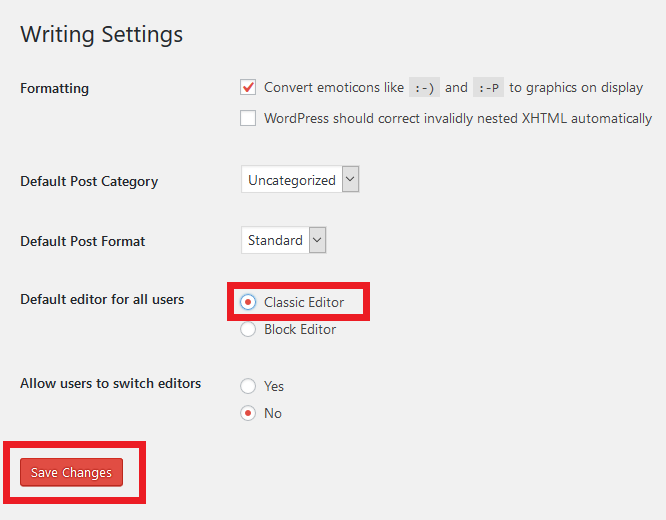 Writing Settings
Formatting
Convert emoticons like :-) and :-P to graphics on display
WordPress should correct invalidly nested XHTML automatically
Default Post Category
Uncategorized
Default Post Format
Standard
Default editor for all users
Classic Editor
Block Editor
Allow users to switch editors
Yes
No
Save Changes